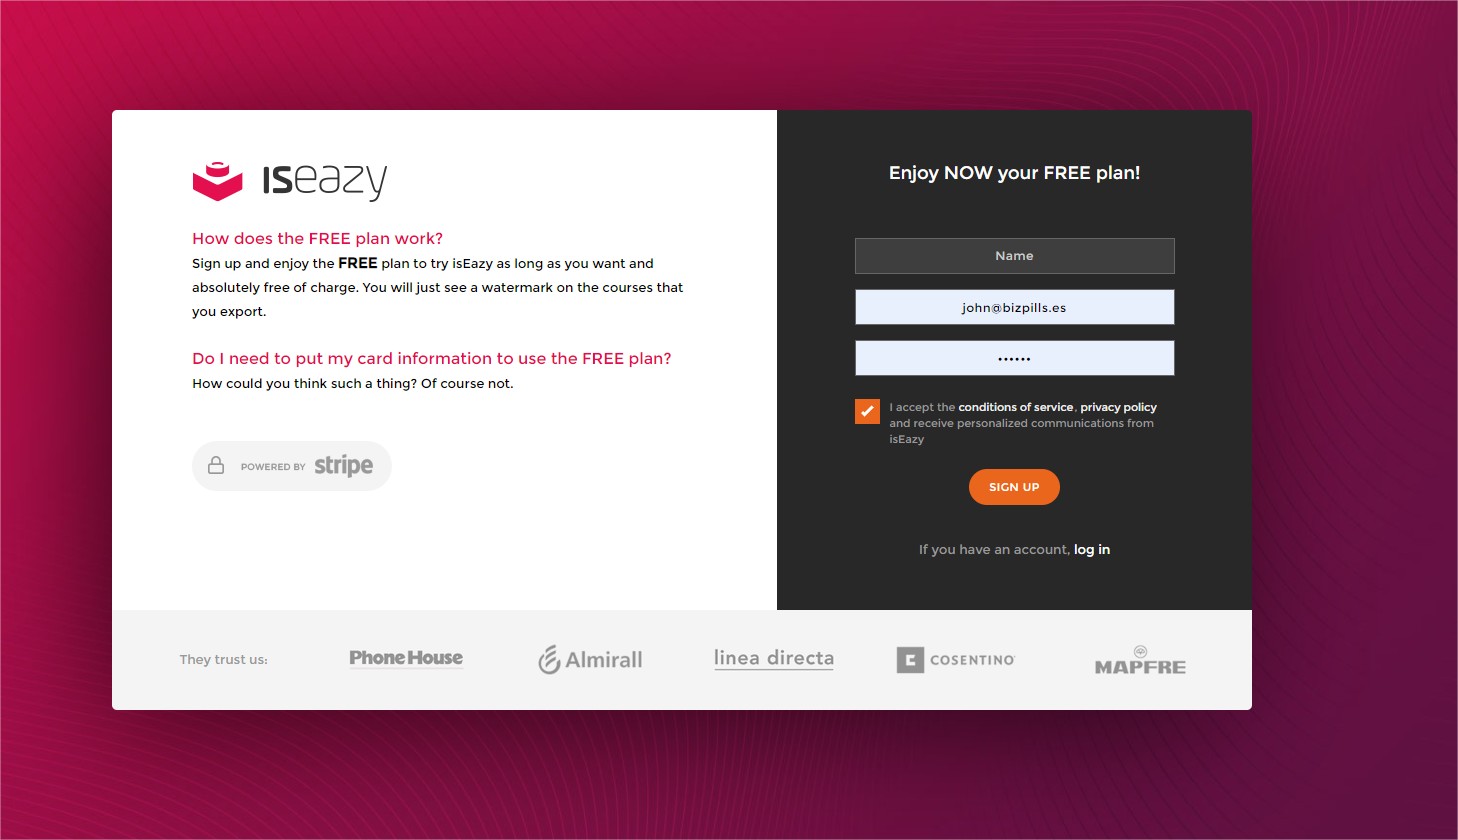 ISeazy
How does the FREE plan work?
Sign up and enjoy the FREE plan to try isEazy as long as you want and
absolutely free of charge. You will just see a watermark on the courses that
you export.
Do I need to put my card information to use the FREE plan?
How could you think such a thing? Of course not.
POWERED BY stripe
Enjoy NOW your FREE plan!
Name
john@bizpills.es
••••••
I accept the conditions of service, privacy policy
and receive personalized communications from
isEazy
SIGN UP
If you have an account, log in
They trust us:
Phone House
Almirall
linea directa
COSENTINO
MAPFRE